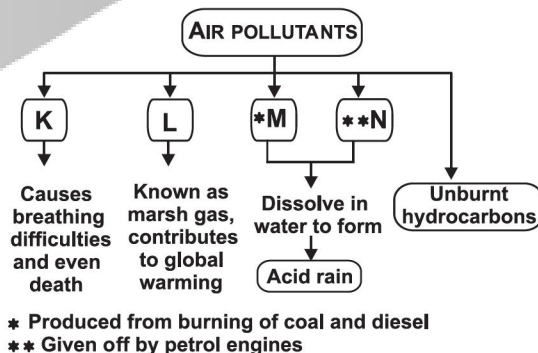 AIR POLLUTANTS
K
L
*M
**N
Causes
breathing
difficulties
and even
death
Known as
marsh gas,
contributes
to global
warming
Dissolve in
water to form
Acid rain
Unburnt
hydrocarbons
* Produced from burning of coal and diesel
** Given off by petrol engines